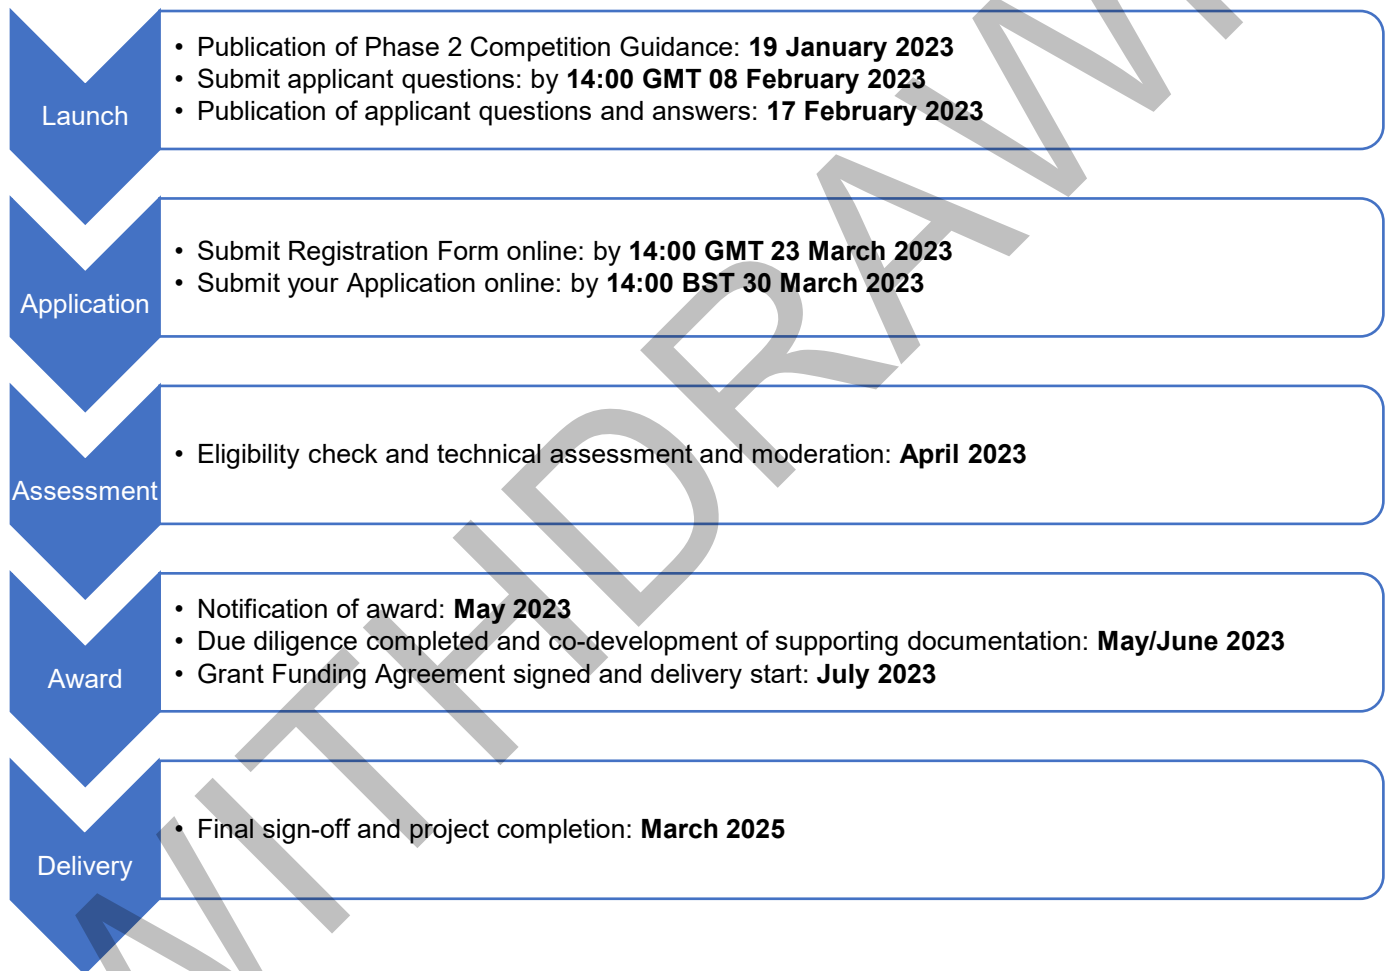 Launch
• Publication of Phase 2 Competition Guidance: 19 January 2023
• Submit applicant questions: by 14:00 GMT 08 February 2023
• Publication of applicant questions and answers: 17 February 2023
Application
• Submit Registration Form online: by 14:00 GMT 23 March 2023
• Submit your Application online: by 14:00 BST 30 March 2023
Assessment
• Eligibility check and technical assessment and moderation: April 2023
Award
• Notification of award: May 2023
• Due diligence completed and co-development of supporting documentation: May/June 2023
• Grant Funding Agreement signed and delivery start: July 2023
Delivery
• Final sign-off and project completion: March 2025
WITHDRAW